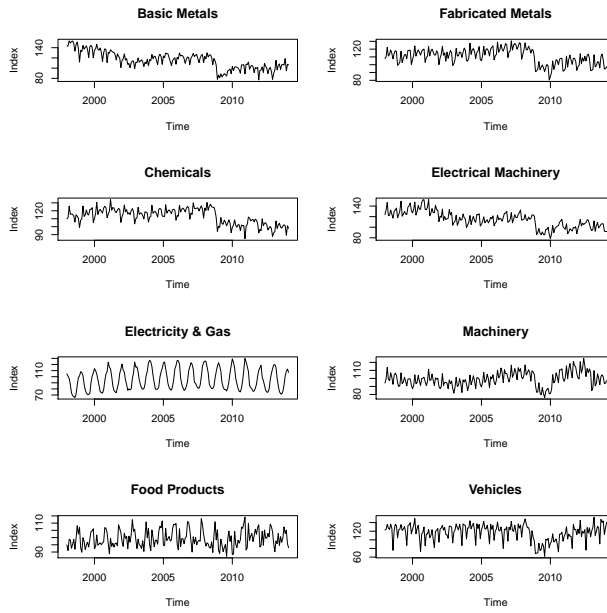 Basic Metals
Index
80
140
2000
2005
2010
Time
Fabricated Metals
Index
80
120
2000
2005
2010
Time
Chemicals
Index
90
120
2000
2005
2010
Time
Electrical Machinery
Index
80
140
2000
2005
2010
Time
Electricity & Gas
Index
70
110
2000
2005
2010
Time
Machinery
Index
80
110
2000
2005
2010
Time
Food Products
Index
90
110
2000
2005
2010
Time
Vehicles
Index
60
120
2000
2005
2010
Time